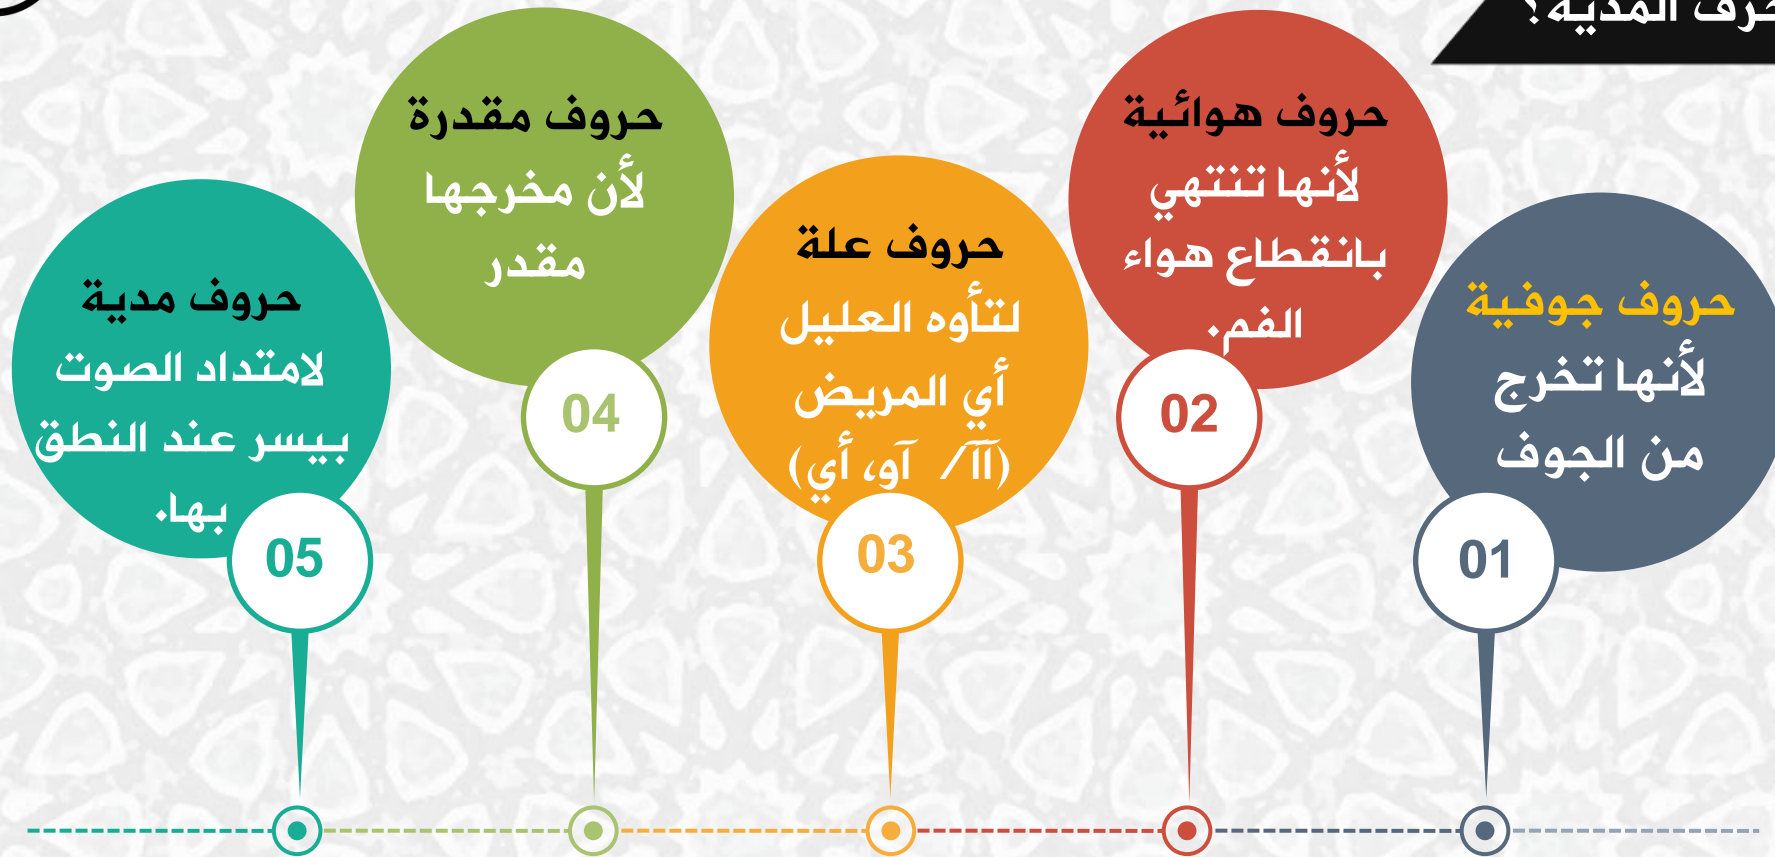 المدية؟
حروف جوفية
لأنها تخرج
من الجوف
01
حروف هوائية
لأنها تنتهي
بانقطاع هواء
الفم.
02
حروف علة
لتأوه العليل
أي المريض
(آآ/ آو، أي)
03
حروف مقدرة
لأن مخرجها
مقدر
04
حروف مدية
لامتداد الصوت
بيسر عند النطق
بها.
05